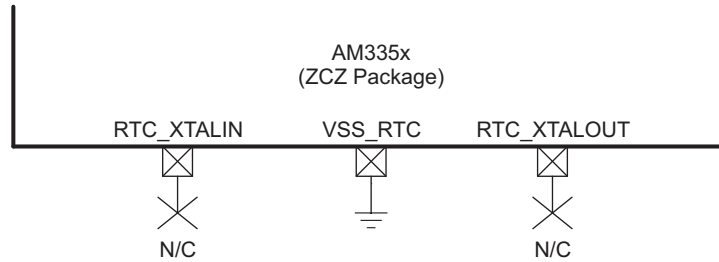 AM335x
(ZCZ Package)
RTC_XTALIN VSS_RTC RTC_XTALOUT
N/C N/C